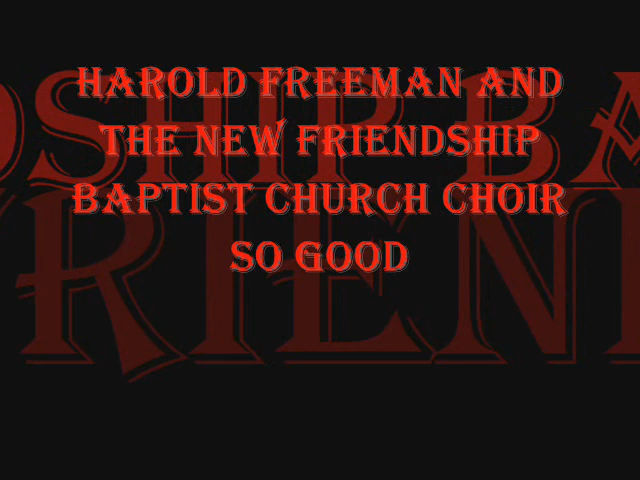 HAROLD FREEMAN AND
THE NEW FRIENDSHIP
BAPTIST CHURCH CHOIR
SO GOOD